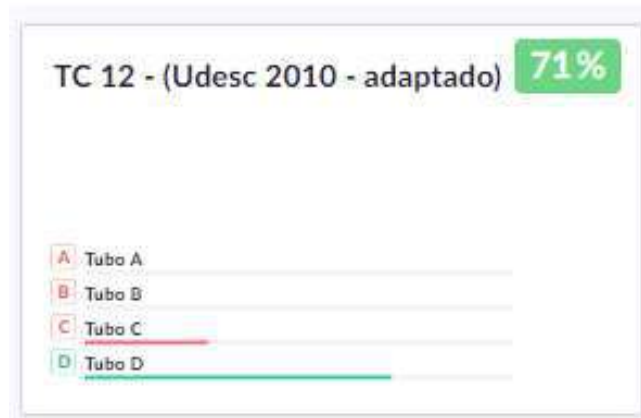 TC 12 - (Udesc 2010 - adaptado) 71%
A Tubo A
B Tubo B
C Tubo C
D Tubo D